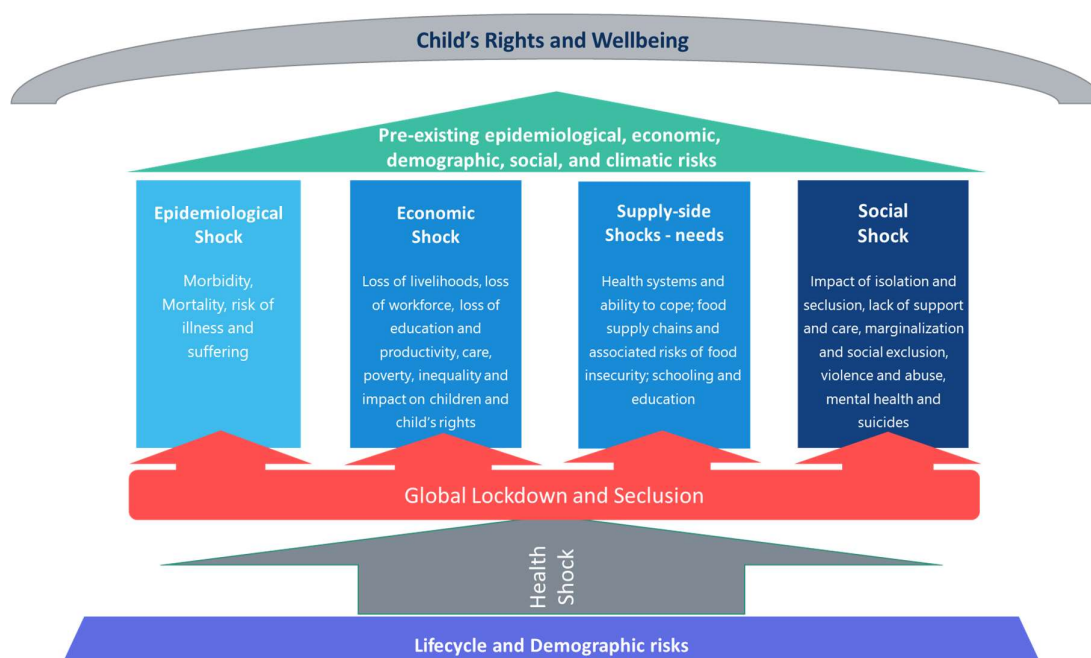 Child's Rights and Wellbeing
Pre-existing epidemiological, economic,
demographic, social, and climatic risks
Epidemiological
Shock
Morbidity,
Mortality, risk of
illness and
suffering
Economic
Shock
Loss of livelihoods, loss
of workforce, loss of
education and
productivity, care,
poverty, inequality and
impact on children and
child's rights
Supply-side
Shocks - needs
Health systems and
ability to cope; food
supply chains and
associated risks of food
insecurity; schooling and
education
Social
Shock
Impact of isolation and
seclusion, lack of support
and care, marginalization
and social exclusion,
violence and abuse,
mental health and
suicides
Global Lockdown and Seclusion
Health
Shock
Lifecycle and Demographic risks